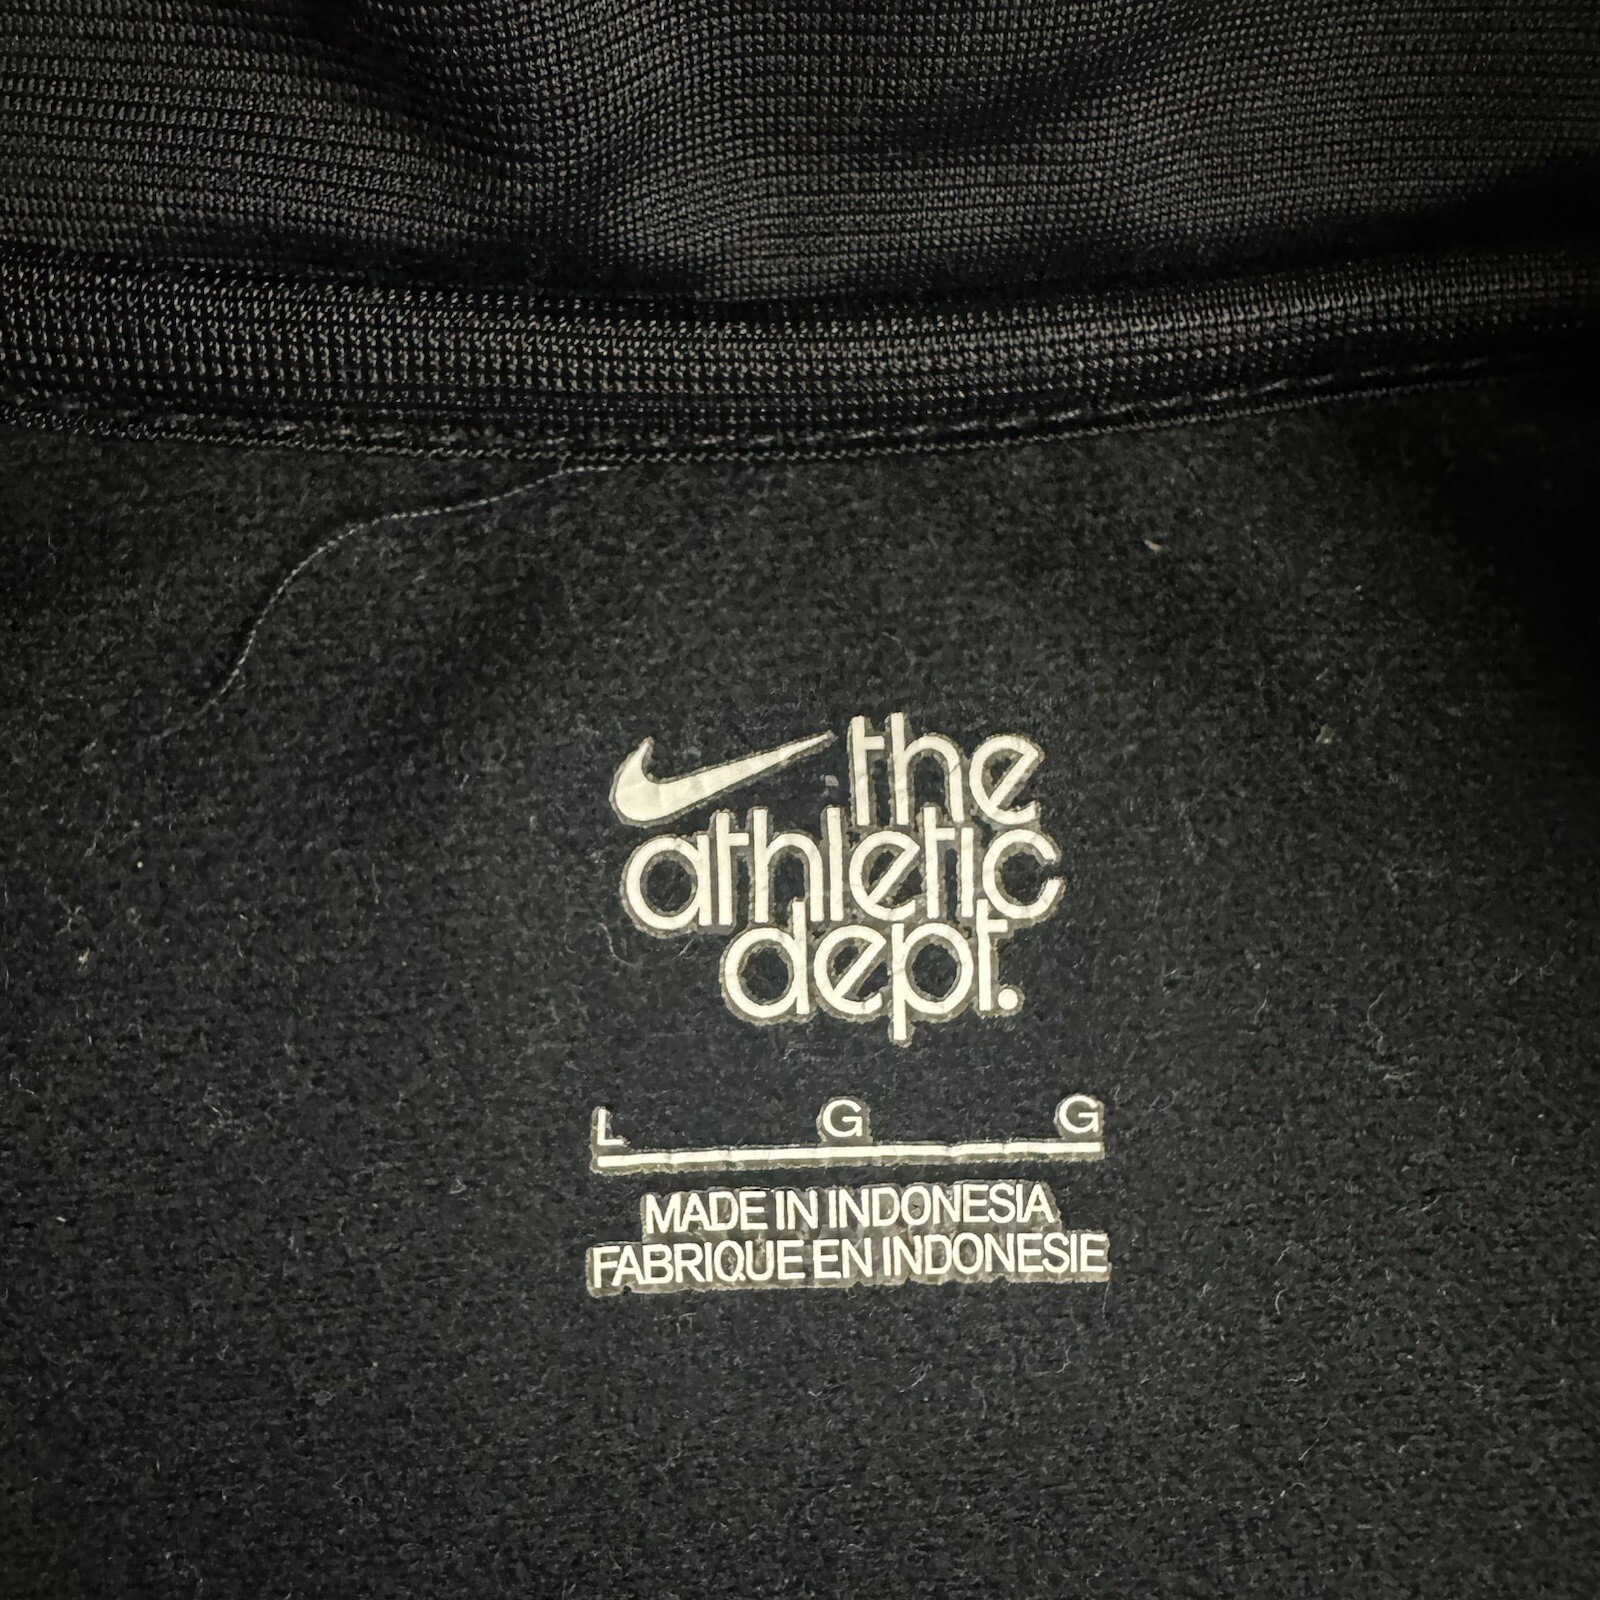 the
athletic
dept.
L G G
MADE IN INDONESIA
FABRIQUE EN INDONESIE